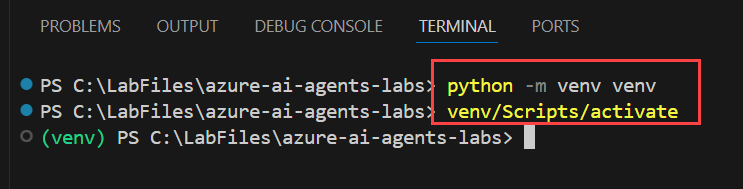 PROBLEMS OUTPUT DEBUG CONSOLE TERMINAL PORTS
PS C:\LabFiles\azure-ai-agents-labs> python -m venv venv
PS C:\LabFiles\azure-ai-agents-labs> venv/Scripts/activate
(venv) PS C:\LabFiles\azure-ai-agents-labs>